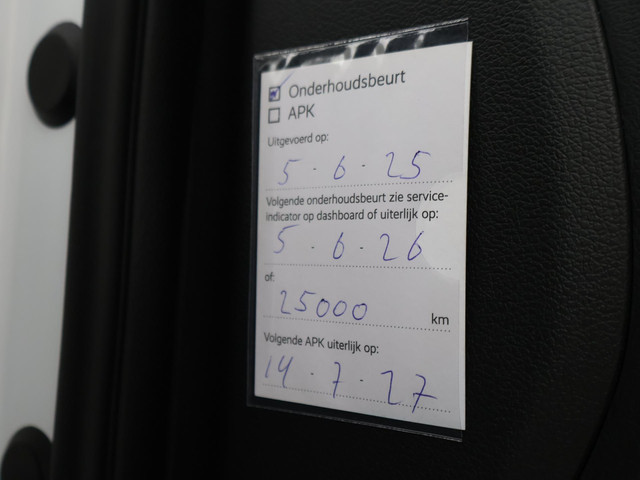 Onderhoudsbeurt
APK
Uitgevoerd op:
5 - 6 - 25
Volgende onderhoudsbeurt zie service-
indicator op dashboard of uiterlijk op:
5 - 6 - 26
of:
25000 km
Volgende APK uiterlijk op:
14 - 7 - 27